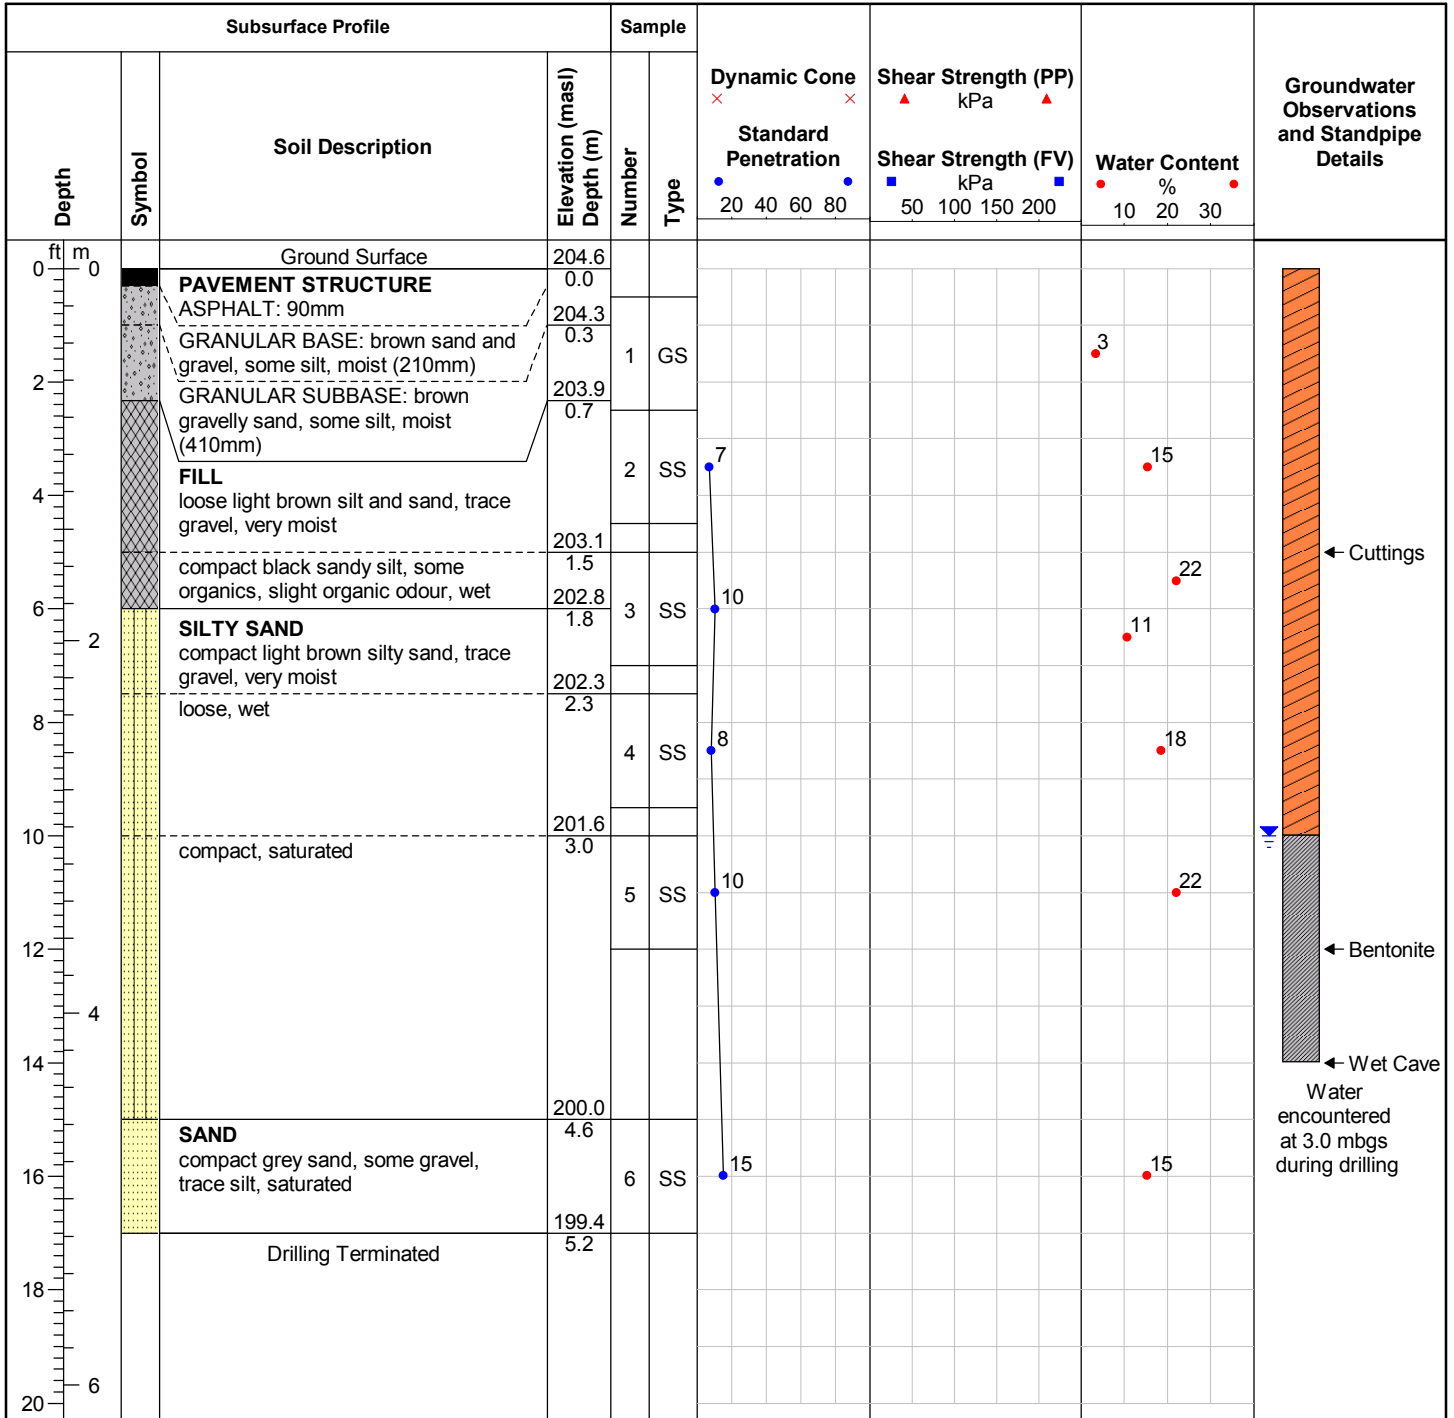 Subsurface Profile
Sample
Depth
Symbol
Soil Description
Elevation (masl)
Depth (m)
Number
Type
Dynamic Cone
Standard
Penetration
20 40 60 80
Shear Strength (PP)
kPa
Shear Strength (FV)
kPa
50 100 150 200
Water Content
%
10 20 30
Groundwater
Observations
and Standpipe
Details
ft m
0 0
2
4
6
2
8
10
12
4
14
16
18
6
20
Ground Surface
204.6
0.0
PAVEMENT STRUCTURE
ASPHALT: 90mm
204.3
0.3
GRANULAR BASE: brown sand and
gravel, some silt, moist (210mm)
203.9
0.7
GRANULAR SUBBASE: brown
gravelly sand, some silt, moist
(410mm)
FILL
loose light brown silt and sand, trace
gravel, very moist
203.1
1.5
compact black sandy silt, some
organics, slight organic odour, wet
202.8
1.8
SILTY SAND
compact light brown silty sand, trace
gravel, very moist
202.3
2.3
loose, wet
201.6
3.0
compact, saturated
200.0
4.6
SAND
compact grey sand, some gravel,
trace silt, saturated
199.4
5.2
Drilling Terminated
1 GS
2 SS
3 SS
4 SS
5 SS
6 SS
7
10
8
10
15
3
15
22
11
18
22
15
Cuttings
Bentonite
Wet Cave
Water
encountered
at 3.0 mbgs
during drilling